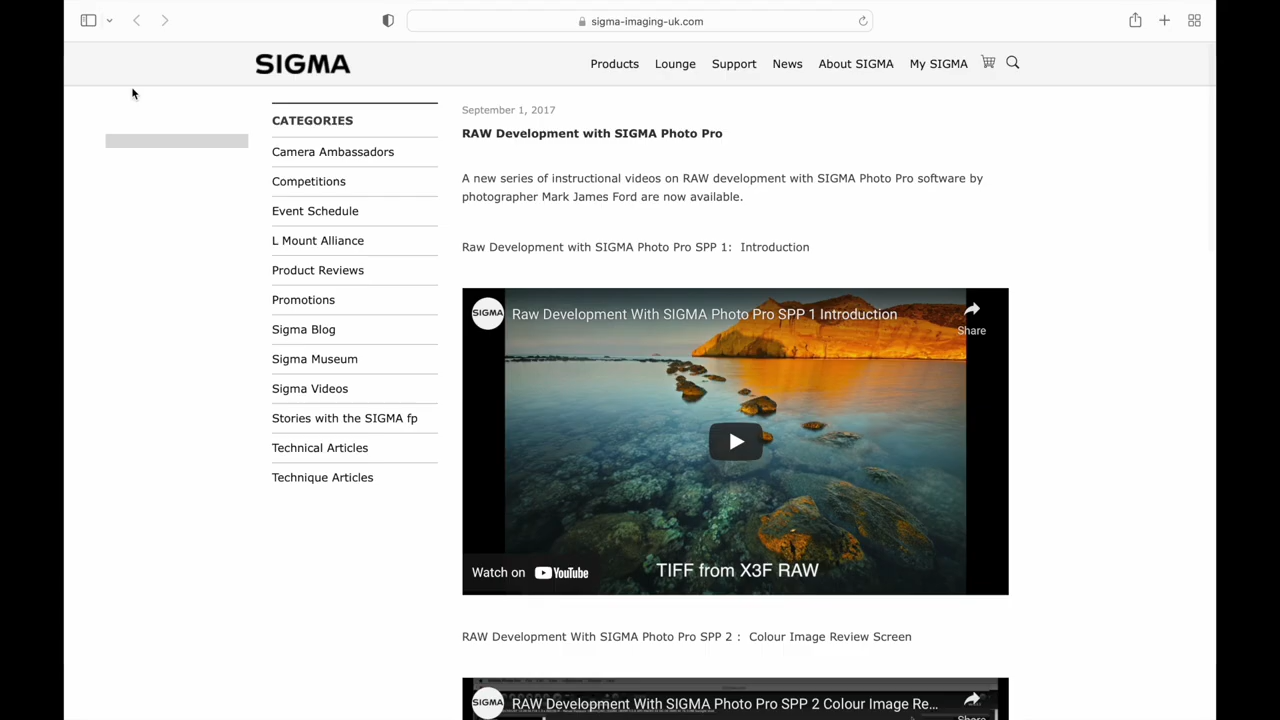 sigma-imaging-uk.com
SIGMA
Products Lounge Support News About SIGMA My SIGMA
CATEGORIES
Camera Ambassadors
Competitions
Event Schedule
L Mount Alliance
Product Reviews
Promotions
Sigma Blog
Sigma Museum
Sigma Videos
Stories with the SIGMA fp
Technical Articles
Technique Articles
September 1, 2017
RAW Development with SIGMA Photo Pro
A new series of instructional videos on RAW development with SIGMA Photo Pro software by
photographer Mark James Ford are now available.
Raw Development with SIGMA Photo Pro SPP 1: Introduction
SIGMA
Raw Development With SIGMA Photo Pro SPP 1 Introduction
Share
Watch on YouTube
TIFF from X3F RAW
RAW Development With SIGMA Photo Pro SPP 2 : Colour Image Review Screen
SIGMA
RAW Development With SIGMA Photo Pro SPP 2 Colour Image Re...
Share